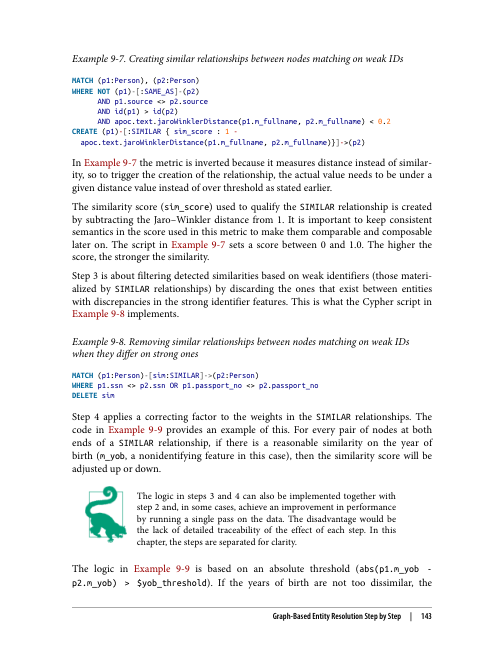 Example 9-7. Creating similar relationships between nodes matching on weak IDs
MATCH (p1:Person), (p2:Person)
WHERE NOT (p1)-[:SAME_AS]-(p2)
AND p1.source <> p2.source
AND id(p1) > id(p2)
AND apoc.text.jaroWinklerDistance(p1.m_fullname, p2.m_fullname) < 0.2
CREATE (p1)-[:SIMILAR { sim_score : 1 -
apoc.text.jaroWinklerDistance(p1.m_fullname, p2.m_fullname)}]->(p2)
In Example 9-7 the metric is inverted because it measures distance instead of similar-
ity, so to trigger the creation of the relationship, the actual value needs to be under a
given distance value instead of over threshold as stated earlier.
The similarity score (sim_score) used to qualify the SIMILAR relationship is created
by subtracting the Jaro–Winkler distance from 1. It is important to keep consistent
semantics in the score used in this metric to make them comparable and composable
later on. The script in Example 9-7 sets a score between 0 and 1.0. The higher the
score, the stronger the similarity.
Step 3 is about filtering detected similarities based on weak identifiers (those materi-
alized by SIMILAR relationships) by discarding the ones that exist between entities
with discrepancies in the strong identifier features. This is what the Cypher script in
Example 9-8 implements.
Example 9-8. Removing similar relationships between nodes matching on weak IDs
when they differ on strong ones
MATCH (p1:Person)-[sim:SIMILAR]->(p2:Person)
WHERE p1.ssn <> p2.ssn OR p1.passport_no <> p2.passport_no
DELETE sim
Step 4 applies a correcting factor to the weights in the SIMILAR relationships. The
code in Example 9-9 provides an example of this. For every pair of nodes at both
ends of a SIMILAR relationship, if there is a reasonable similarity on the year of
birth (m_yob, a nonidentifying feature in this case), then the similarity score will be
adjusted up or down.
The logic in steps 3 and 4 can also be implemented together with
step 2 and, in some cases, achieve an improvement in performance
by running a single pass on the data. The disadvantage would be
the lack of detailed traceability of the effect of each step. In this
chapter, the steps are separated for clarity.
The logic in Example 9-9 is based on an absolute threshold (abs(p1.m_yob -
p2.m_yob) > $yob_threshold). If the years of birth are not too dissimilar, the
Graph-Based Entity Resolution Step by Step | 143